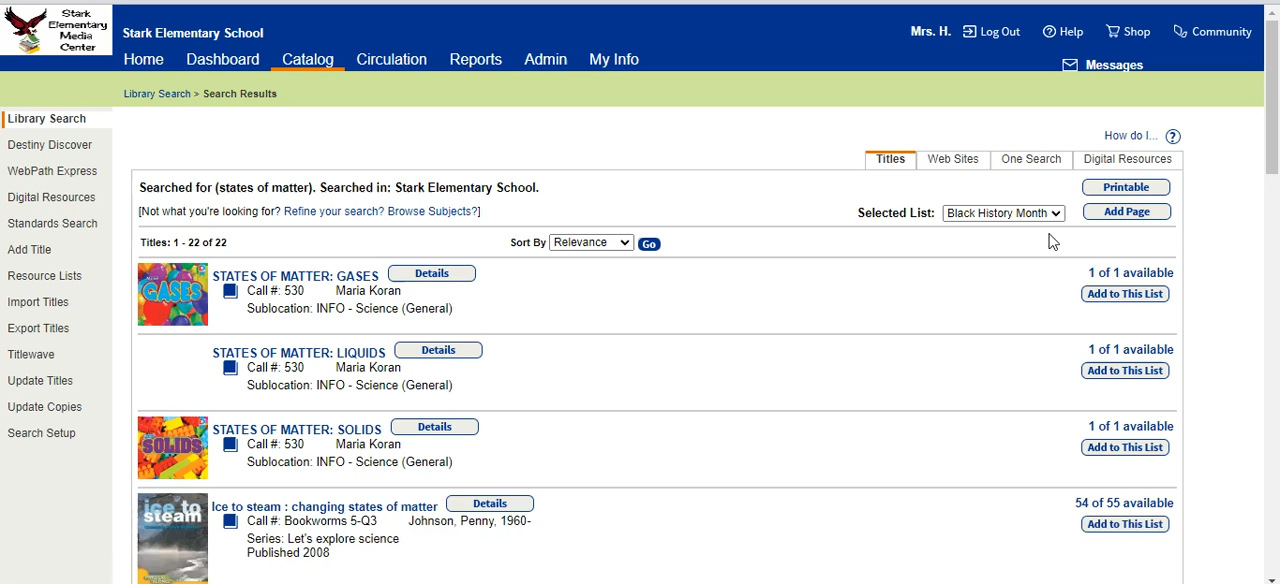 Stark
Elementary
Media
Center
Stark Elementary School
Mrs. H. Log Out Help Shop Community
Home Dashboard Catalog Circulation Reports Admin My Info
Messages
Library Search > Search Results
Library Search
Destiny Discover
WebPath Express
Digital Resources
Standards Search
Add Title
Resource Lists
Import Titles
Export Titles
Titlewave
Update Titles
Update Copies
Search Setup
How do I... ?
Titles Web Sites One Search Digital Resources
Searched for (states of matter). Searched in: Stark Elementary School.
Printable
[Not what you're looking for? Refine your search? Browse Subjects?]
Selected List: Black History Month Add Page
Titles: 1 - 22 of 22 Sort By Relevance Go
GASES
STATES OF MATTER: GASES Details 1 of 1 available
Call #: 530 Maria Koran Add to This List
Sublocation: INFO - Science (General)
STATES OF MATTER: LIQUIDS Details 1 of 1 available
Call #: 530 Maria Koran Add to This List
Sublocation: INFO - Science (General)
SOLIDS
STATES OF MATTER: SOLIDS Details 1 of 1 available
Call #: 530 Maria Koran Add to This List
Sublocation: INFO - Science (General)
ice to
steam
Ice to steam : changing states of matter Details 54 of 55 available
Call #: Bookworms 5-Q3 Johnson, Penny, 1960- Add to This List
Series: Let's explore science
Published 2008